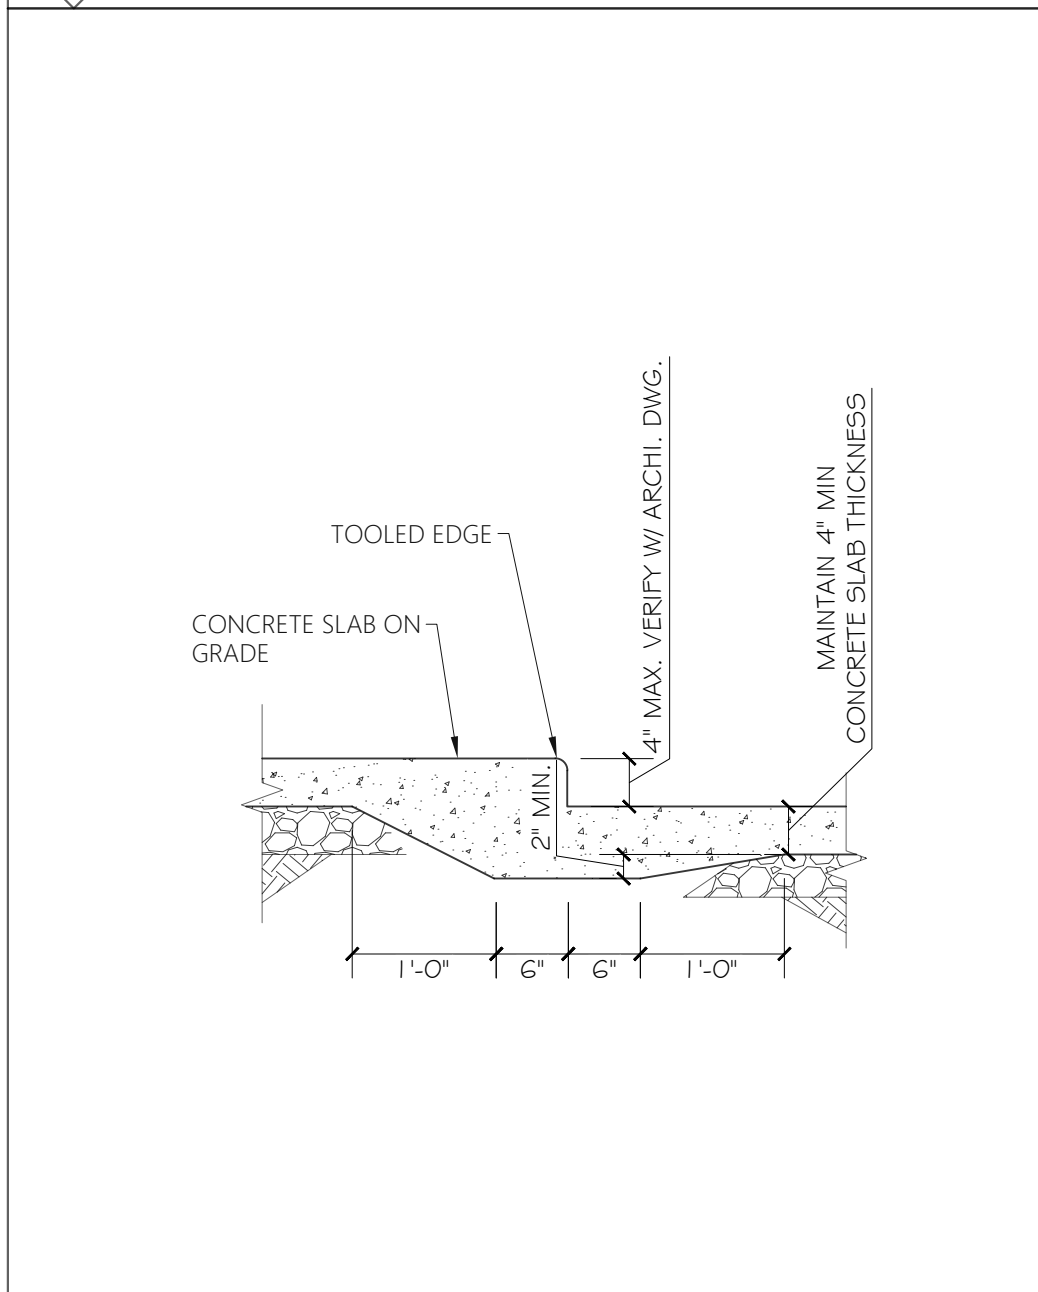 4" MAX. VERIFY W/ ARCHI. DWG.
MAINTAIN 4" MIN
CONCRETE SLAB THICKNESS
TOOLED EDGE
CONCRETE SLAB ON
GRADE
2" MIN.
1'-0"
6"
6"
1'-0"